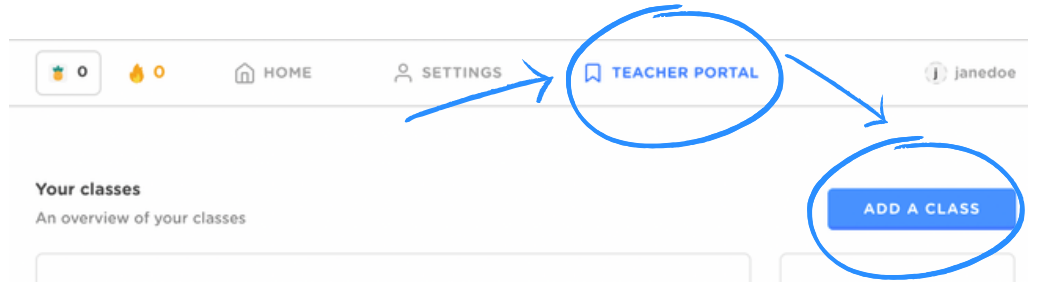 0 0 HOME SETTINGS TEACHER PORTAL j janedoe
Your classes
An overview of your classes
ADD A CLASS